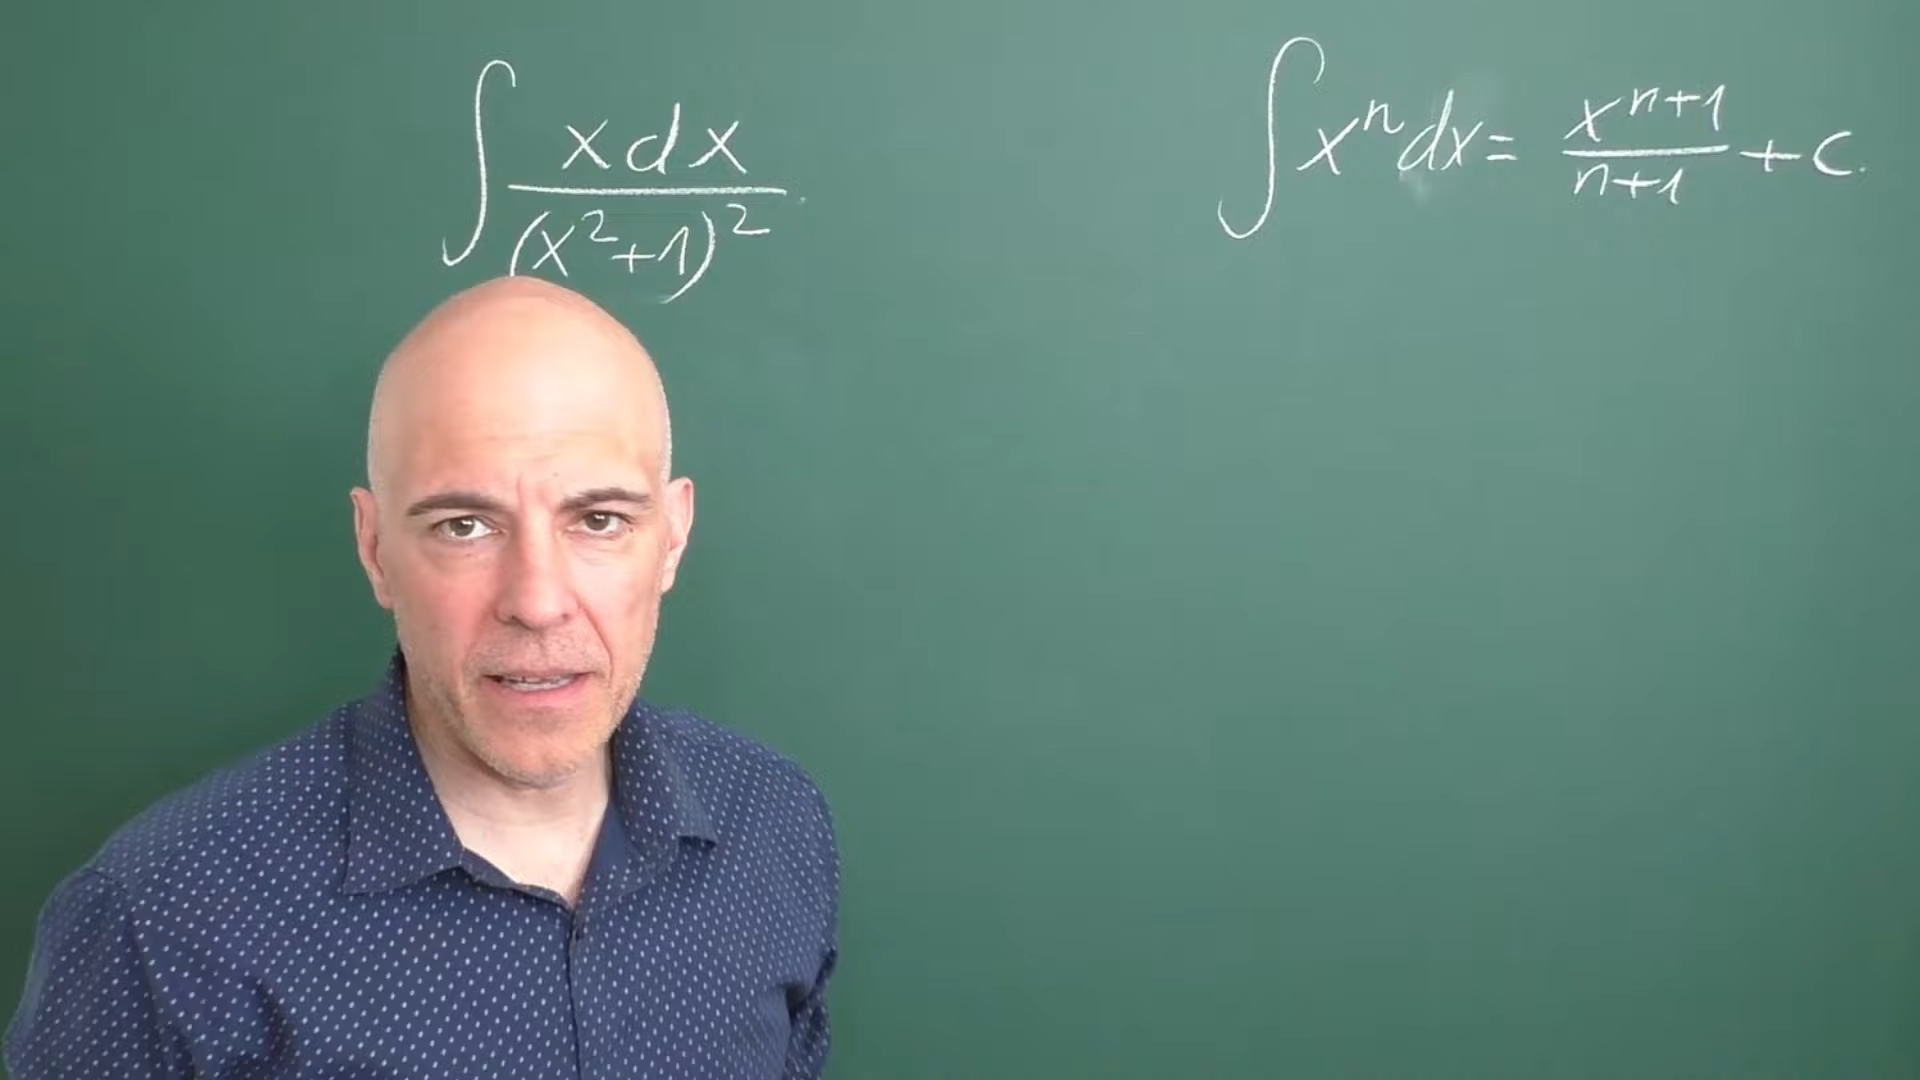 ∫ x dx / (x²+1)²
∫ xⁿ dx = xⁿ⁺¹ / n+1 + c.